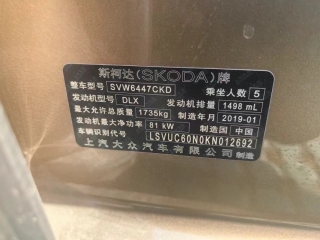 斯柯达(SKODA)牌
整车型号 SVW6447CKD 乘坐人数 5
发动机型号 DLX 发动机排量 1498 mL
最大允许总质量 1735kg 制造年月 2019-01
发动机最大净功率 81 kW 制造国 中国
车辆识别代号 LSVUC60N0KN012692
上汽大众汽车有限公司 制造